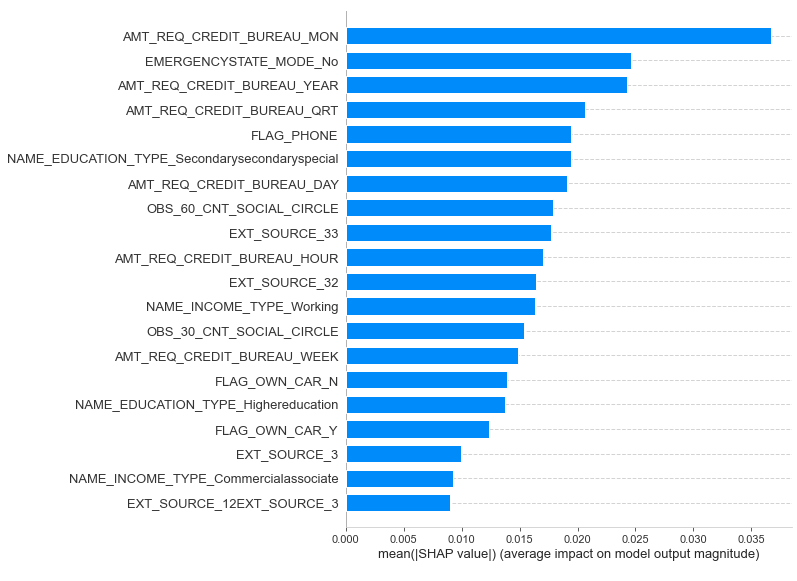 AMT_REQ_CREDIT_BUREAU_MON
EMERGENCYSTATE_MODE_No
AMT_REQ_CREDIT_BUREAU_YEAR
AMT_REQ_CREDIT_BUREAU_QRT
FLAG_PHONE
NAME_EDUCATION_TYPE_Secondarysecondaryspecial
AMT_REQ_CREDIT_BUREAU_DAY
OBS_60_CNT_SOCIAL_CIRCLE
EXT_SOURCE_33
AMT_REQ_CREDIT_BUREAU_HOUR
EXT_SOURCE_32
NAME_INCOME_TYPE_Working
OBS_30_CNT_SOCIAL_CIRCLE
AMT_REQ_CREDIT_BUREAU_WEEK
FLAG_OWN_CAR_N
NAME_EDUCATION_TYPE_Highereducation
FLAG_OWN_CAR_Y
EXT_SOURCE_3
NAME_INCOME_TYPE_Commercialassociate
EXT_SOURCE_12EXT_SOURCE_3
0.000 0.005 0.010 0.015 0.020 0.025 0.030 0.035
mean(|SHAP value|) (average impact on model output magnitude)